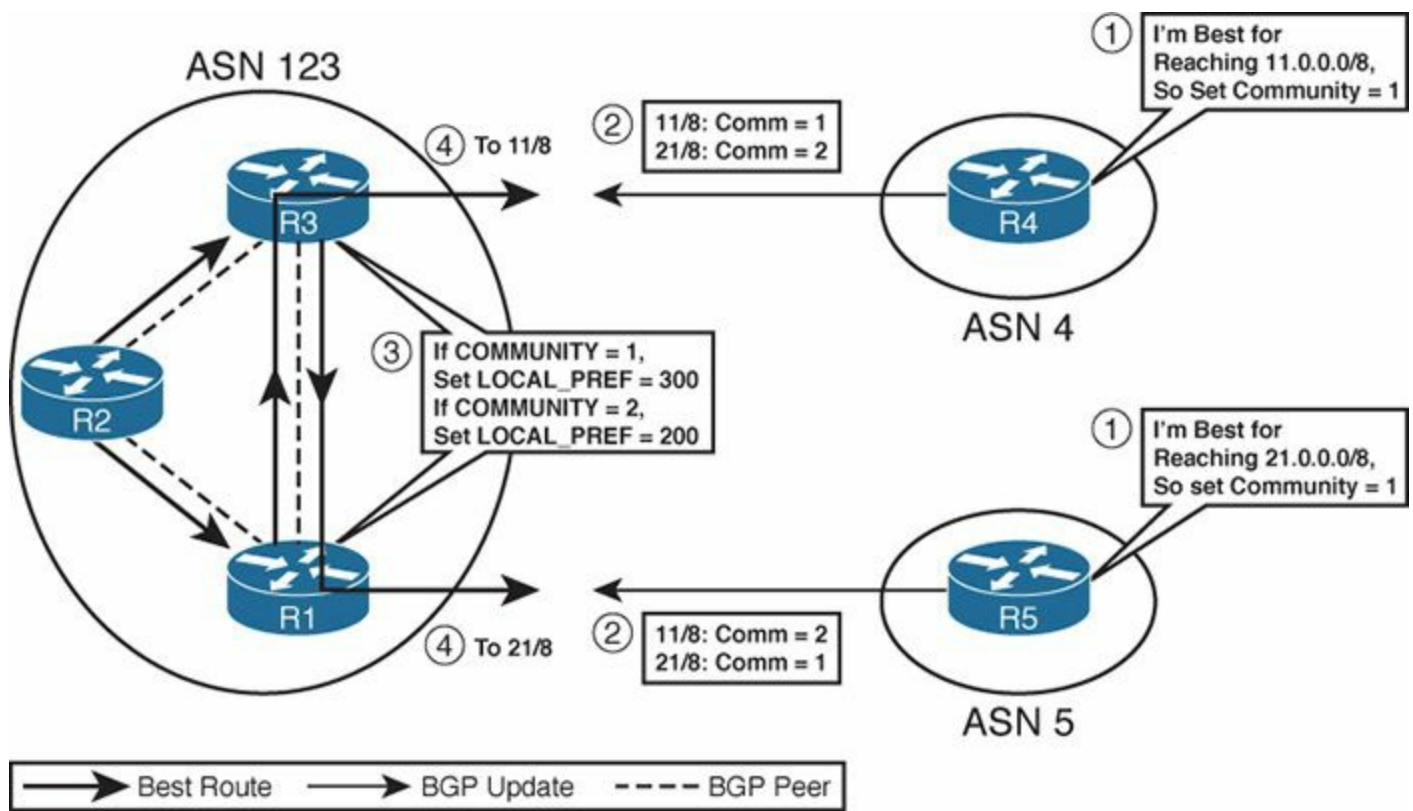 ASN 123
R3
R2
R1
④ To 11/8
② 11/8: Comm = 1
21/8: Comm = 2
① I'm Best for
Reaching 11.0.0.0/8,
So Set Community = 1
R4
ASN 4
③ If COMMUNITY = 1,
Set LOCAL_PREF = 300
If COMMUNITY = 2,
Set LOCAL_PREF = 200
① I'm Best for
Reaching 21.0.0.0/8,
So set Community = 1
R5
ASN 5
④ To 21/8
② 11/8: Comm = 2
21/8: Comm = 1
Best Route
BGP Update
BGP Peer